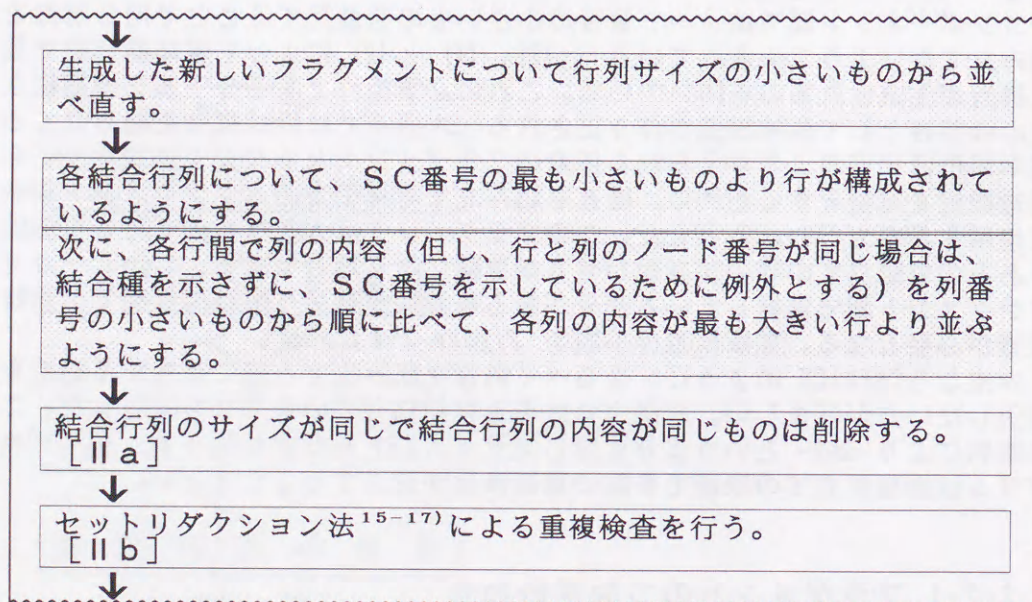 生成した新しいフラグメントについて行列サイズの小さいものから並
べ直す。
各結合行列について、ＳＣ番号の最も小さいものより行が構成されて
いるようにする。
次に、各行間で列の内容（但し、行と列のノード番号が同じ場合は、
結合種を示さずに、ＳＣ番号を示しているために例外とする）を列番
号の小さいものから順に比べて、各列の内容が最も大きい行より並ぶ
ようにする。
結合行列のサイズが同じで結合行列の内容が同じものは削除する。
［Ⅱａ］
セットリダクション法15-17)による重複検査を行う。
［Ⅱｂ］